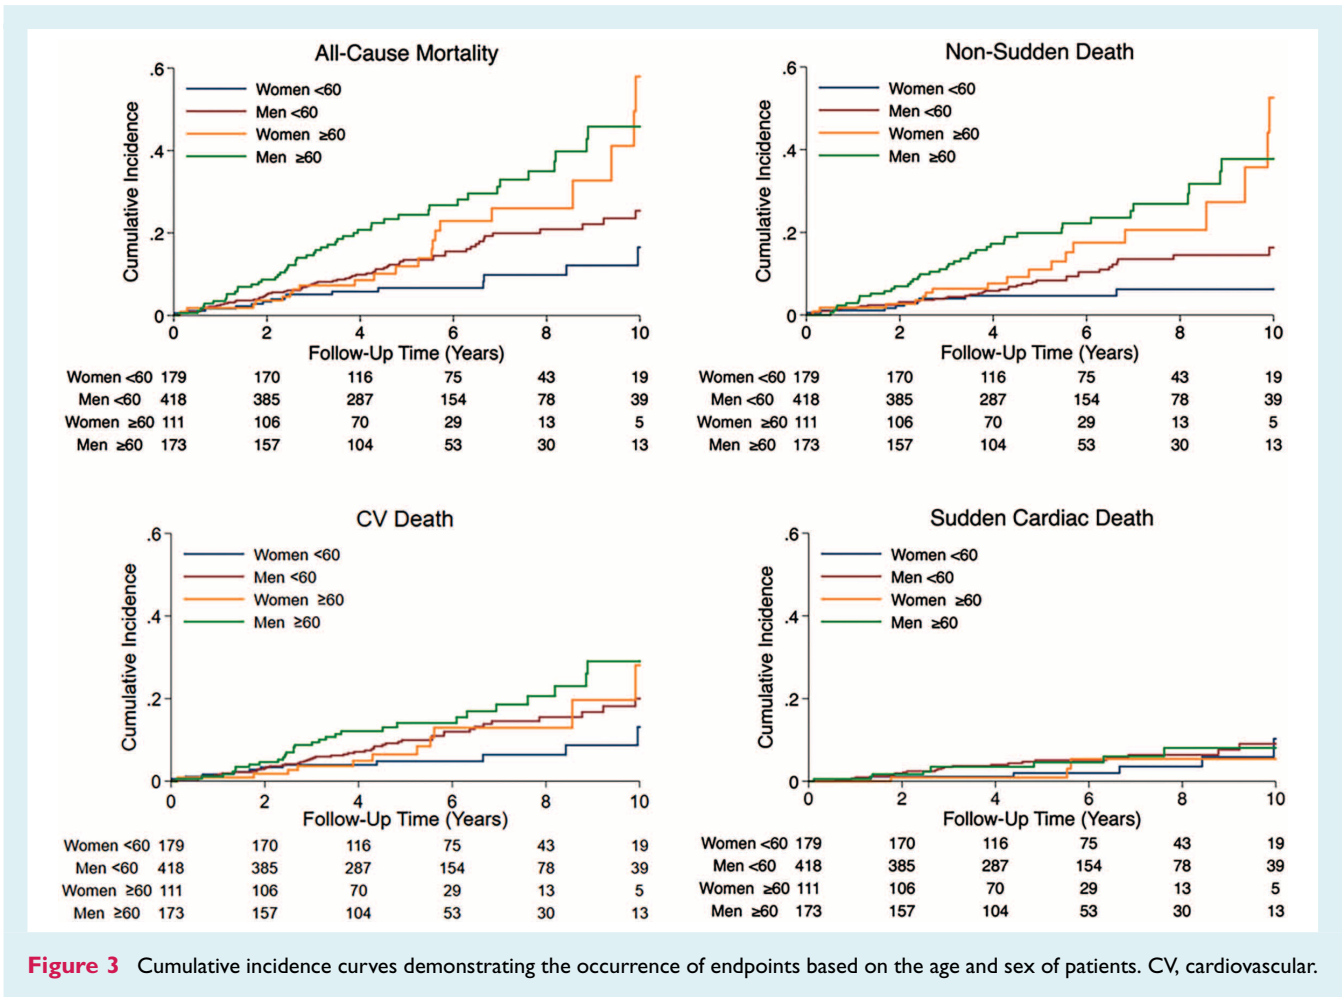 All-Cause Mortality
.6
.4
.2
0
Cumulative Incidence
Women <60
Men <60
Women ≥60
Men ≥60
0 2 4 6 8 10
Follow-Up Time (Years)
Women <60 179 170 116 75 43 19
Men <60 418 385 287 154 78 39
Women ≥60 111 106 70 29 13 5
Men ≥60 173 157 104 53 30 13
Non-Sudden Death
.6
.4
.2
0
Cumulative Incidence
Women <60
Men <60
Women ≥60
Men ≥60
0 2 4 6 8 10
Follow-Up Time (Years)
Women <60 179 170 116 75 43 19
Men <60 418 385 287 154 78 39
Women ≥60 111 106 70 29 13 5
Men ≥60 173 157 104 53 30 13
CV Death
.6
.4
.2
0
Cumulative Incidence
Women <60
Men <60
Women ≥60
Men ≥60
0 2 4 6 8 10
Follow-Up Time (Years)
Women <60 179 170 116 75 43 19
Men <60 418 385 287 154 78 39
Women ≥60 111 106 70 29 13 5
Men ≥60 173 157 104 53 30 13
Sudden Cardiac Death
.6
.4
.2
0
Cumulative Incidence
Women <60
Men <60
Women ≥60
Men ≥60
0 2 4 6 8 10
Follow-Up Time (Years)
Women <60 179 170 116 75 43 19
Men <60 418 385 287 154 78 39
Women ≥60 111 106 70 29 13 5
Men ≥60 173 157 104 53 30 13
Figure 3 Cumulative incidence curves demonstrating the occurrence of endpoints based on the age and sex of patients. CV, cardiovascular.